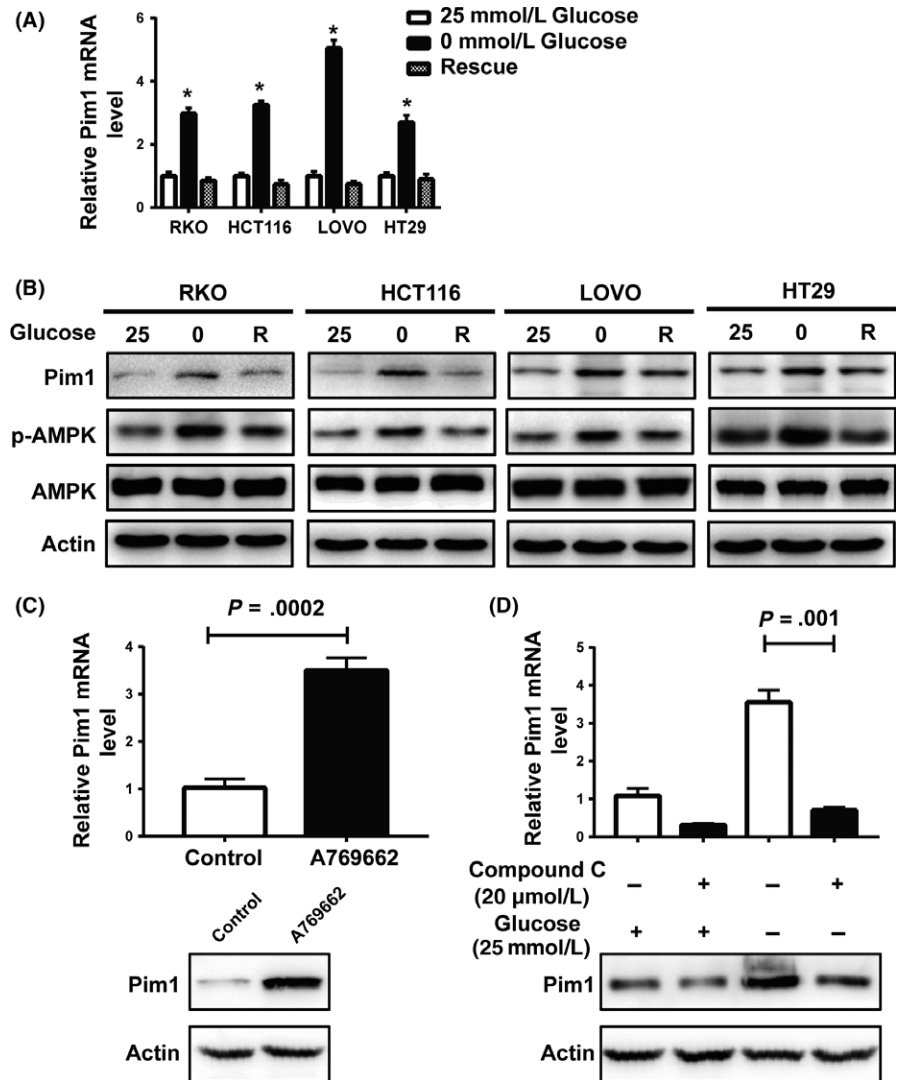 (A)
Relative Pim1 mRNA
level
6
4
2
0
25 mmol/L Glucose
0 mmol/L Glucose
Rescue
* * * *
RKO HCT116 LOVO HT29
(B)
RKO HCT116 LOVO HT29
Glucose 25 0 R 25 0 R 25 0 R 25 0 R
Pim1
p-AMPK
AMPK
Actin
(C)
P = .0002
Relative Pim1 mRNA
level
4
3
2
1
0
Control A769662
Control A769662
Pim1
Actin
(D)
P = .001
Relative Pim1 mRNA
level
5
4
3
2
1
0
Compound C
(20 µmol/L) – + – +
Glucose
(25 mmol/L) + + – –
Pim1
Actin